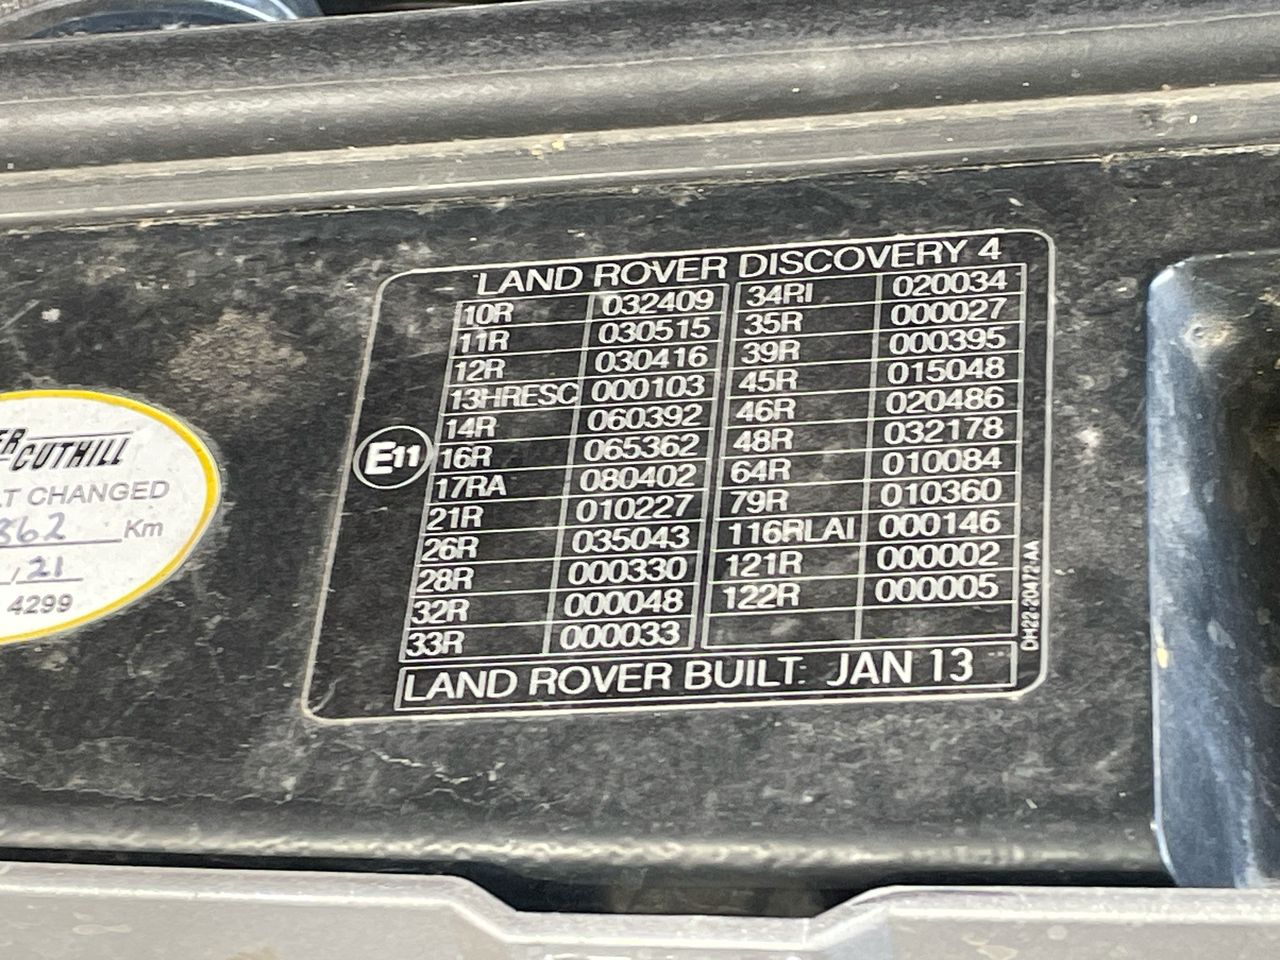 LAND ROVER DISCOVERY 4
10R 032409 34RI 020034
11R 030515 35R 000027
12R 030416 39R 000395
13HRESC 000103 45R 015048
14R 060392 46R 020486
16R 065362 48R 032178
17RA 080402 64R 010084
21R 010227 79R 010360
26R 035043 116RLAI 000146
28R 000330 121R 000002
32R 000048 122R 000005
33R 000033
LAND ROVER BUILT: JAN 13
E11
DH22-20472-AA
CUTHILL
CHANGED
362 Km
21
4299